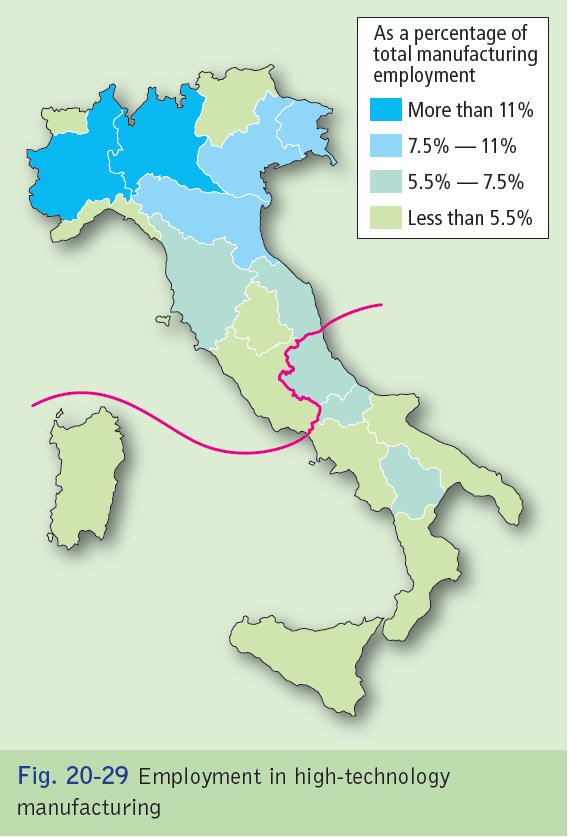 As a percentage of
total manufacturing
employment
More than 11%
7.5% — 11%
5.5% — 7.5%
Less than 5.5%
Fig. 20-29 Employment in high-technology
manufacturing